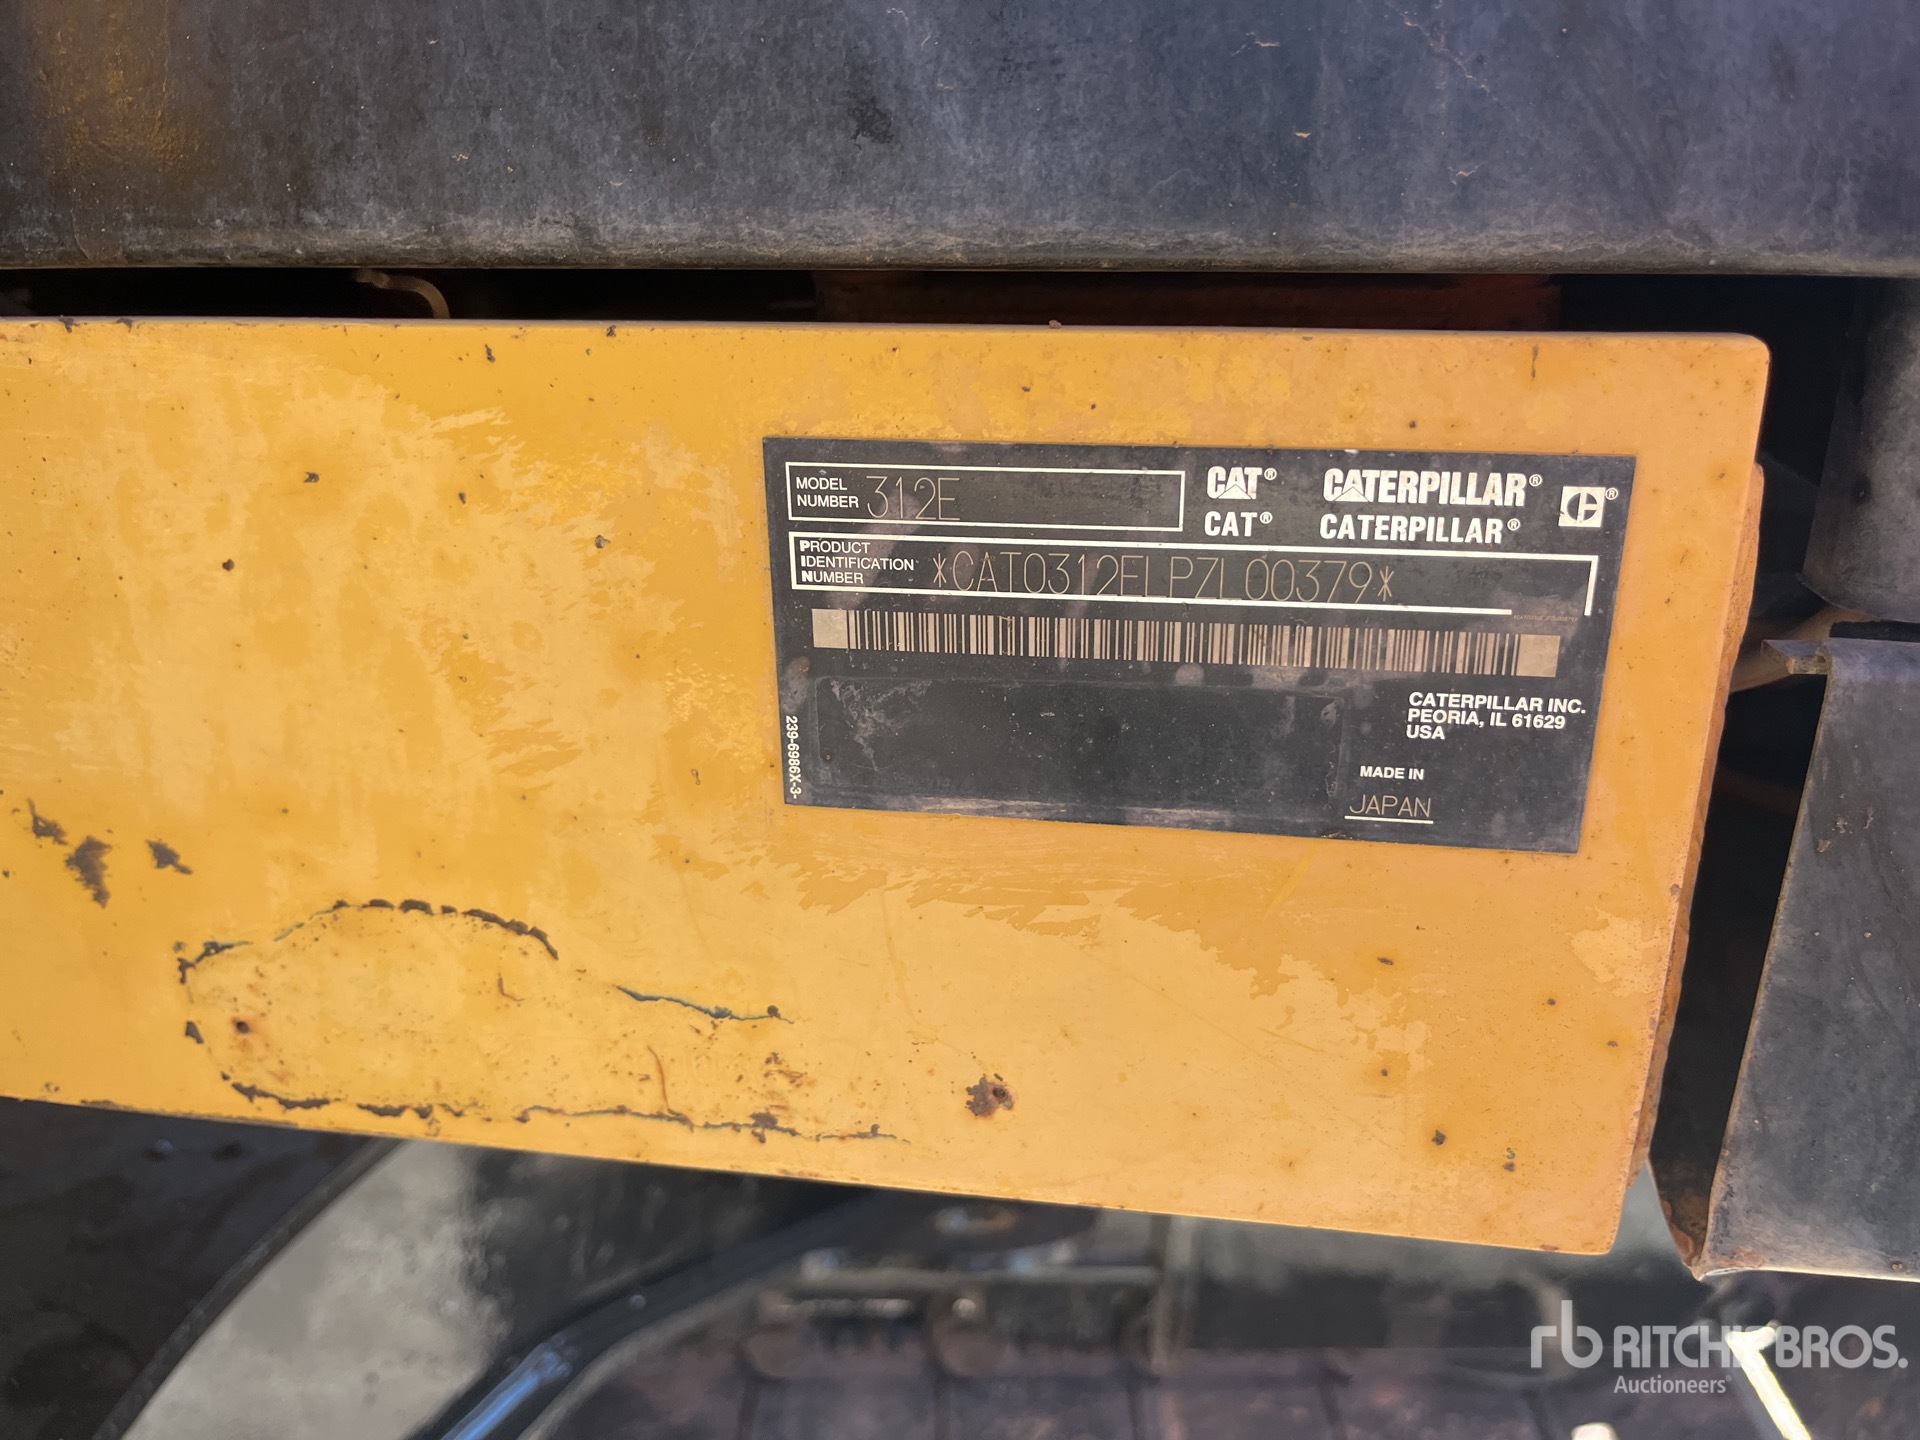 MODEL NUMBER 312E
CAT® CATERPILLAR® ®
CAT® CATERPILLAR®
PRODUCT
IDENTIFICATION
NUMBER *CAT0312ELPZL00379*
CATERPILLAR INC.
PEORIA, IL 61629
USA
MADE IN
JAPAN
239-6986X-3-
rb RITCHIE BROS.
Auctioneers